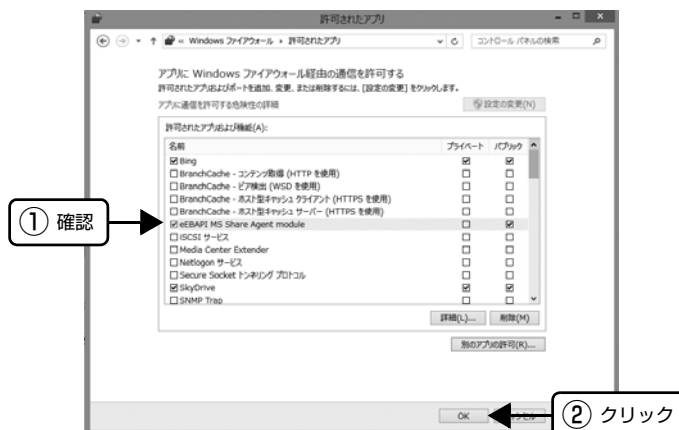 許可されたアプリ
« Windows ファイアウォール › 許可されたアプリ
コントロール パネルの検索
アプリに Windows ファイアウォール経由の通信を許可する
許可されたアプリおよびポートを追加、変更、または削除するには、[設定の変更] をクリックします。
アプリに通信を許可する危険性の詳細
設定の変更(N)
許可されたアプリおよび機能(A):
名前 プライベート パブリック
Bing
BranchCache - コンテンツ取得 (HTTP を使用)
BranchCache - ピア検出 (WSD を使用)
BranchCache - ホスト型キャッシュ クライアント (HTTPS を使用)
BranchCache - ホスト型キャッシュ サーバー (HTTPS を使用)
① 確認
eEBAPI MS Share Agent module
iSCSI サービス
Media Center Extender
Netlogon サービス
Secure Socket トンネリング プロトコル
SkyDrive
SNMP Trap
詳細(L)... 削除(M)
別のアプリの許可(R)...
OK
② クリック